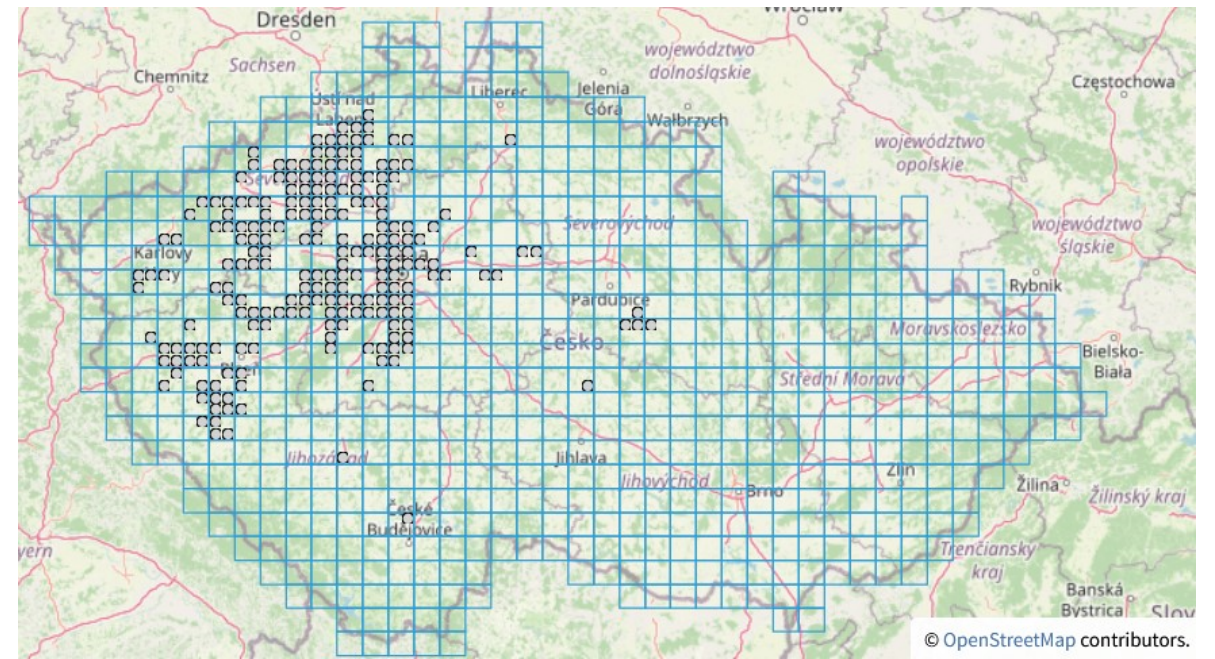 Dresden
Wrocław
województwo
dolnośląskie
Sachsen
Chemnitz
Częstochowa
Ústí nad
Labem
Liberec
Jelenia
Góra
Wałbrzych
województwo
opolskie
Severovýchod
województwo
śląskie
Karlovy
Rybnik
Pardubice
Moravskoslezsko
Česko
Bielsko-
Biała
Střední Morava
Jihozápad
Jihlava
Jihovýchod
Brno
Zlín
Žilina
Žilinský kraj
České
Budějovice
yern
Trenčiansky
kraj
Banská
Bystrica
Slov
© OpenStreetMap contributors.